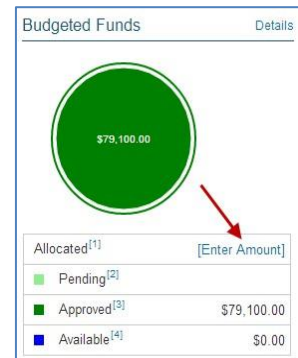 Budgeted Funds Details
$79,100.00
Allocated[1] [Enter Amount]
Pending[2]
Approved[3] $79,100.00
Available[4] $0.00